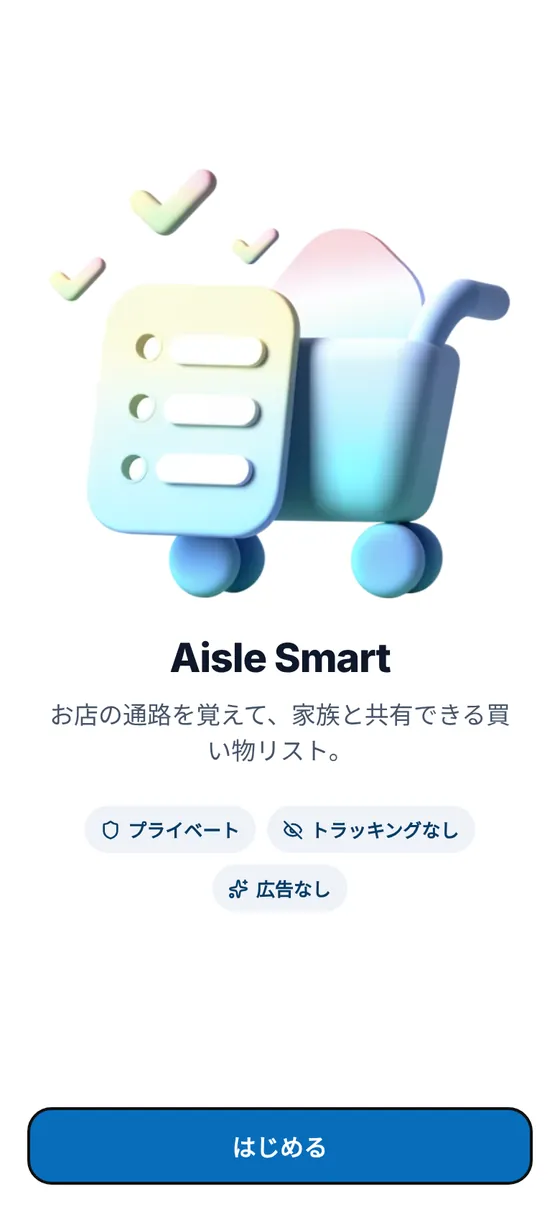 Aisle Smart
お店の通路を覚えて、家族と共有できる買
い物リスト。
プライベート
トラッキングなし
広告なし
はじめる